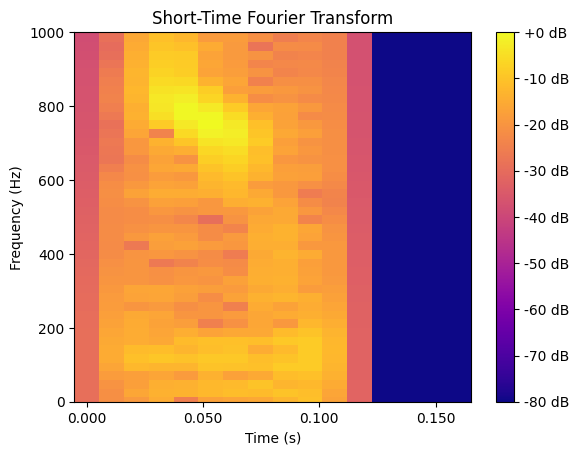 Short-Time Fourier Transform
1000
800
600
400
200
0
Frequency (Hz)
0.000
0.050
0.100
0.150
Time (s)
+0 dB
-10 dB
-20 dB
-30 dB
-40 dB
-50 dB
-60 dB
-70 dB
-80 dB